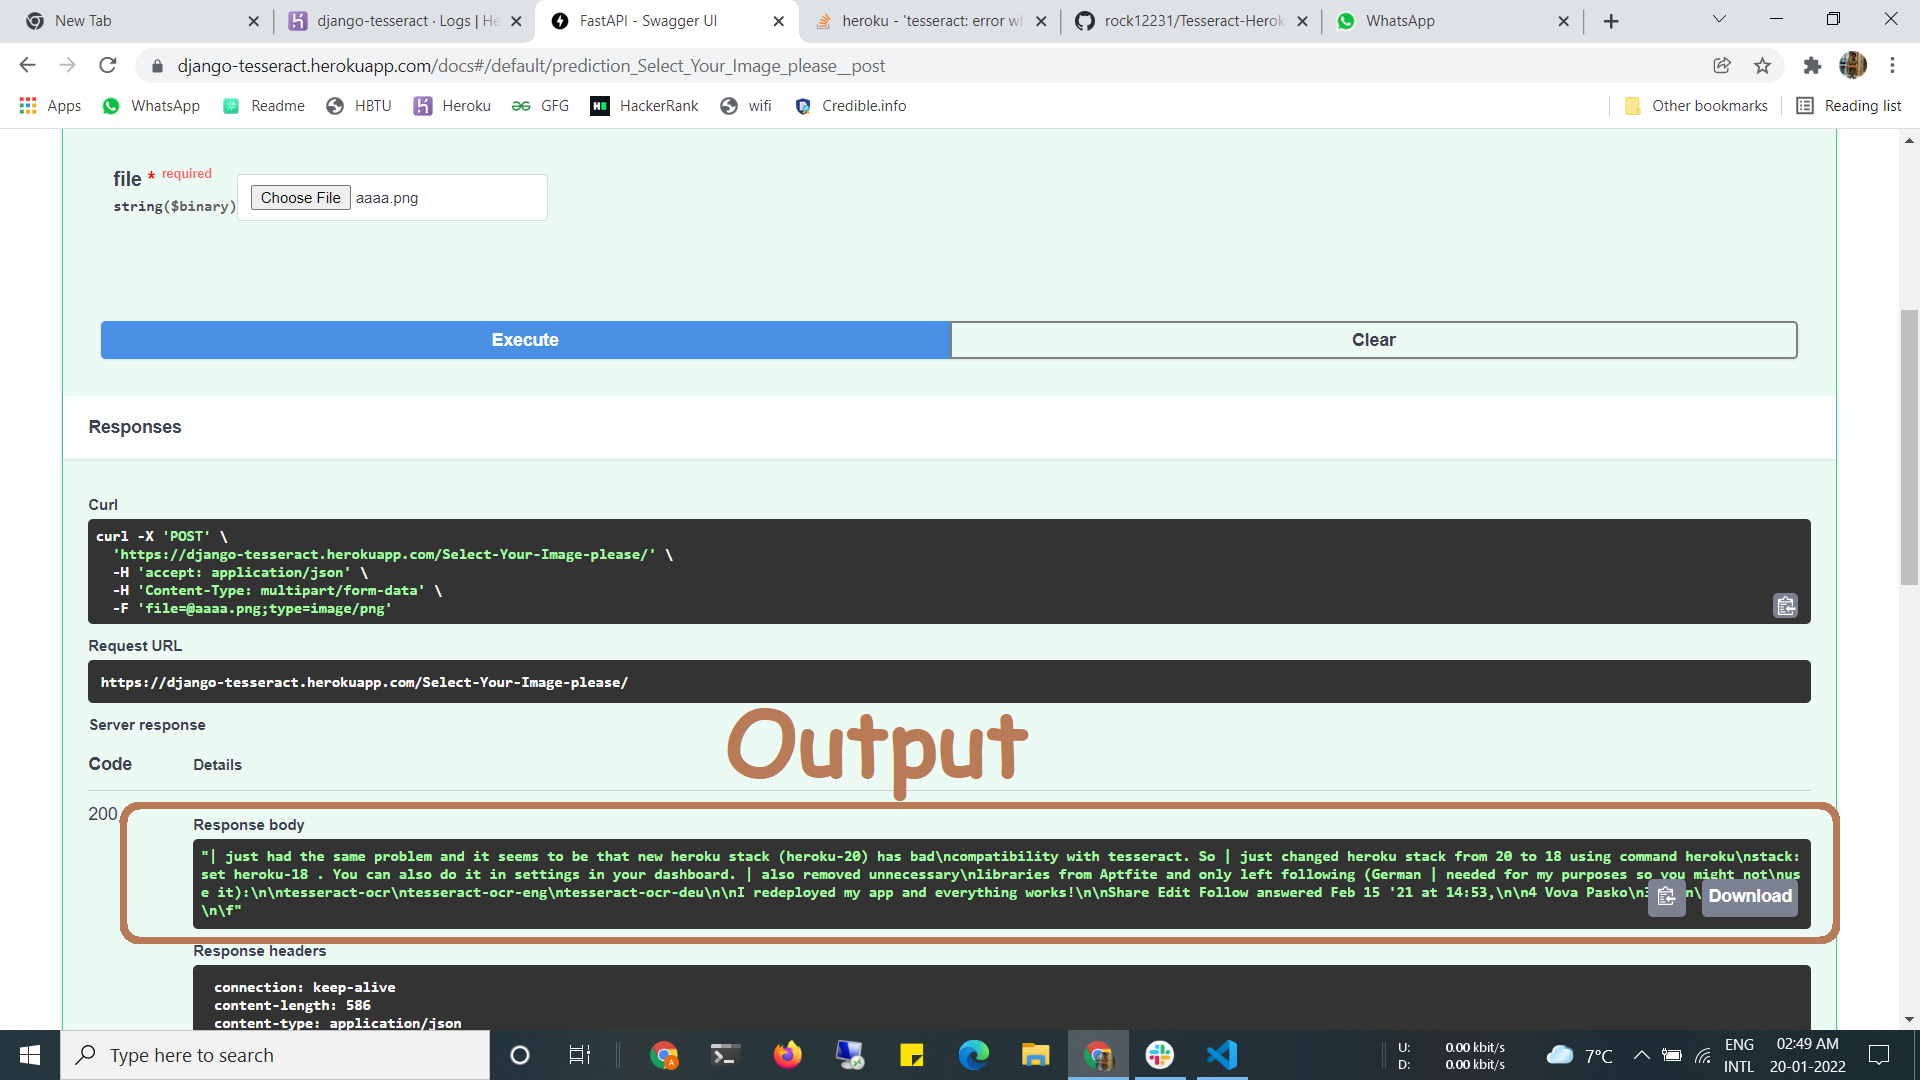 New Tab
django-tesseract · Logs | He
FastAPI - Swagger UI
heroku - 'tesseract: error wh
rock12231/Tesseract-Herok
WhatsApp
django-tesseract.herokuapp.com/docs#/default/prediction_Select_Your_Image_please__post
Apps WhatsApp Readme HBTU Heroku GFG HackerRank wifi Credible.info Other bookmarks Reading list
file * required
string($binary)
Choose File aaaa.png
Execute Clear
Responses
Curl
curl -X 'POST' \
'https://django-tesseract.herokuapp.com/Select-Your-Image-please/' \
-H 'accept: application/json' \
-H 'Content-Type: multipart/form-data' \
-F 'file=@aaaa.png;type=image/png'
Request URL
https://django-tesseract.herokuapp.com/Select-Your-Image-please/
Server response
Output
Code Details
200
Response body
"| just had the same problem and it seems to be that new heroku stack (heroku-20) has bad\ncompatibility with tesseract. So | just changed heroku stack from 20 to 18 using command heroku\nstack:
set heroku-18 . You can also do it in settings in your dashboard. | also removed unnecessary\nlibraries from Aptfite and only left following (German | needed for my purposes so you might not\nus
e it):\n\ntesseract-ocr\ntesseract-ocr-eng\ntesseract-ocr-deu\n\nI redeployed my app and everything works!\n\nShare Edit Follow answered Feb 15 '21 at 14:53,\n\n4 Vova Pasko\n
\n\f"
Download
Response headers
connection: keep-alive
content-length: 586
content-type: application/json
Type here to search
U: 0.00 kbit/s
D: 0.00 kbit/s
7°C
ENG
INTL
02:49 AM
20-01-2022